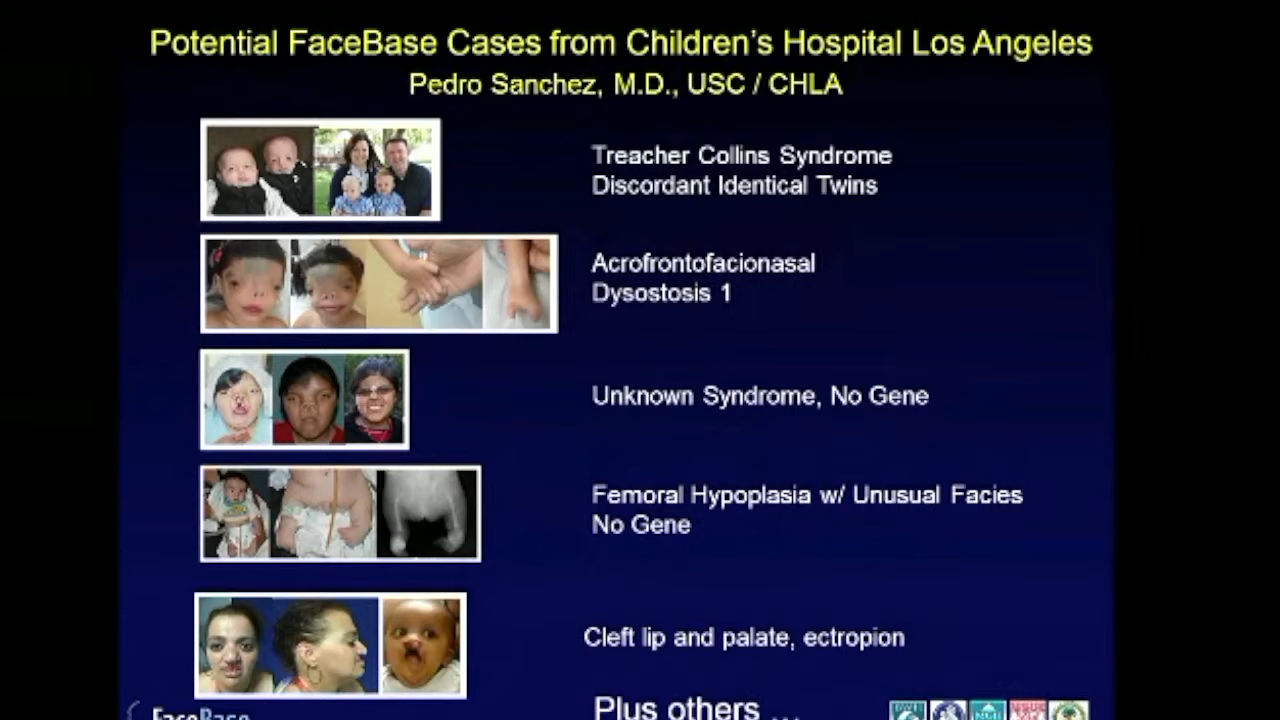 Potential FaceBase Cases from Children's Hospital Los Angeles
Pedro Sanchez, M.D., USC / CHLA
Treacher Collins Syndrome
Discordant Identical Twins
Acrofrontofacionasal
Dysostosis 1
Unknown Syndrome, No Gene
Femoral Hypoplasia w/ Unusual Facies
No Gene
Cleft lip and palate, ectropion
Plus others ...
FaceBase